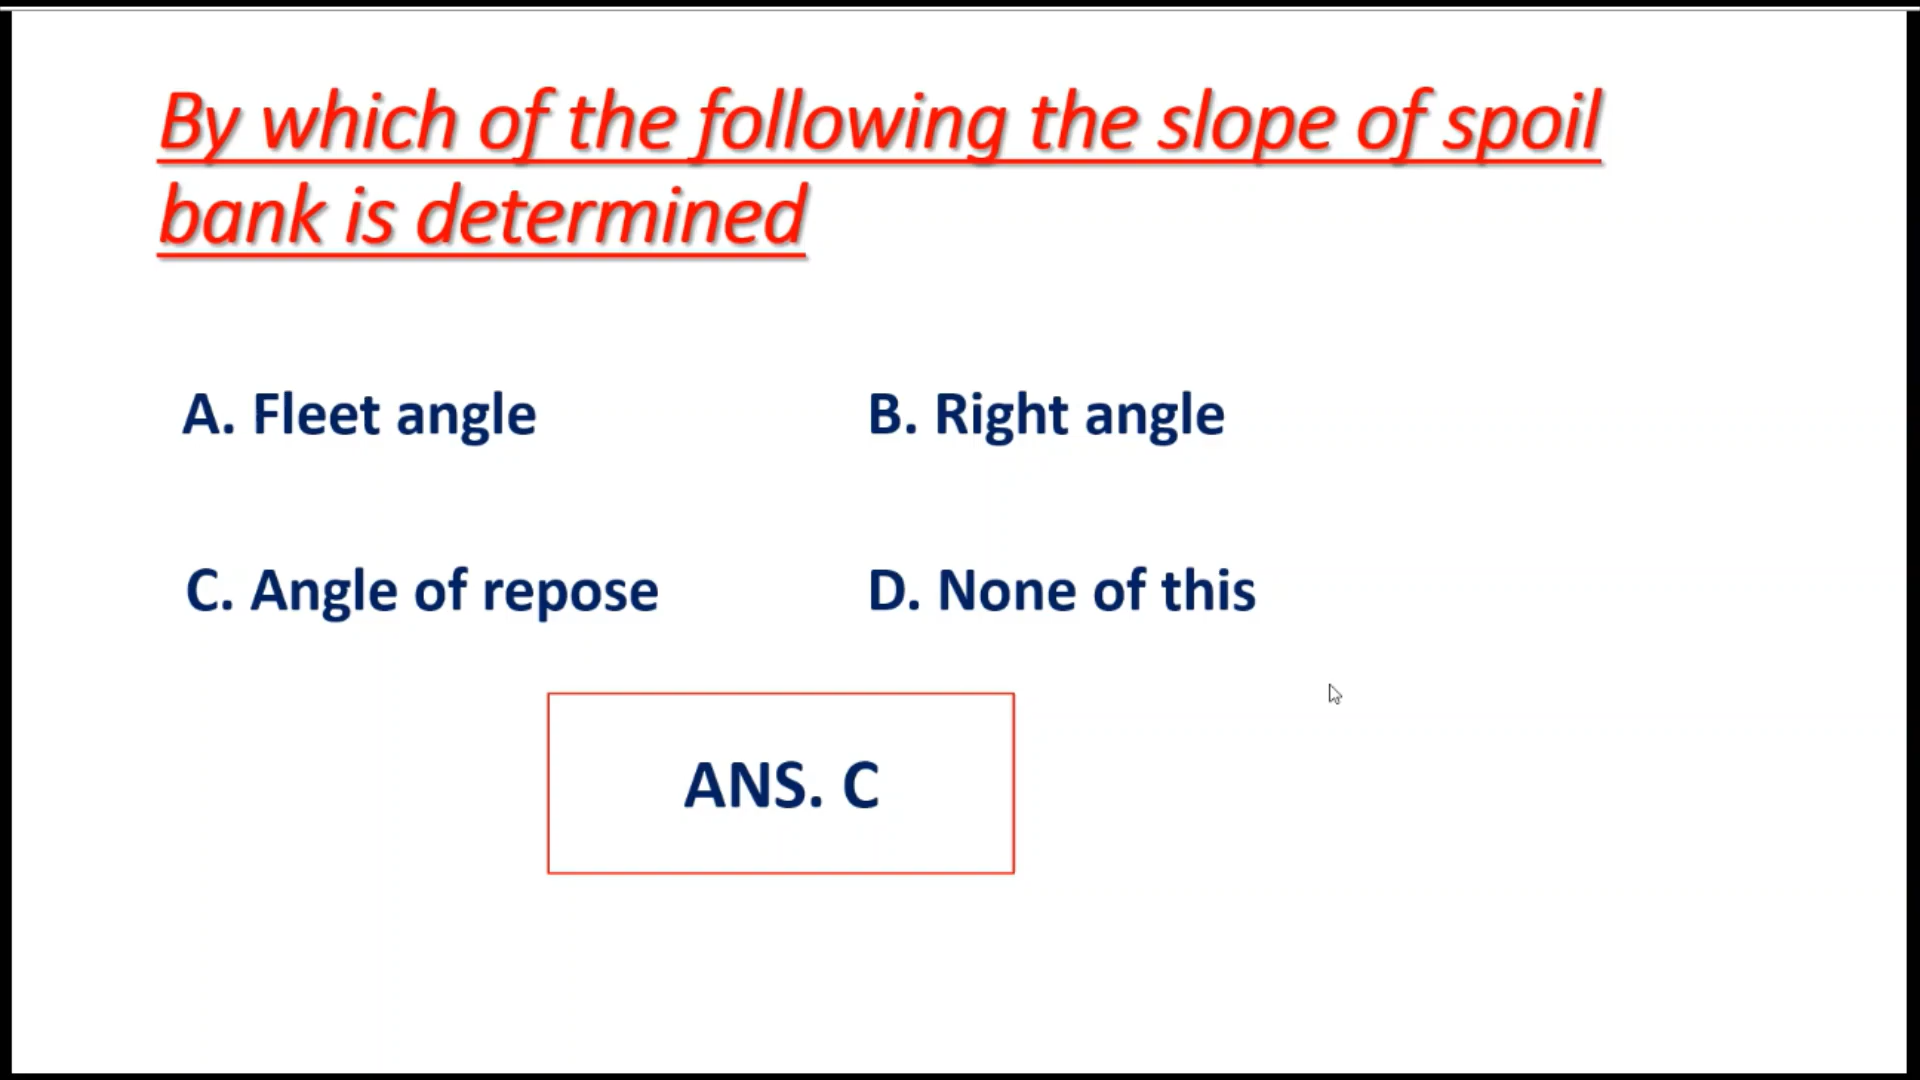 By which of the following the slope of spoil
bank is determined
A. Fleet angle
B. Right angle
C. Angle of repose
D. None of this
ANS. C